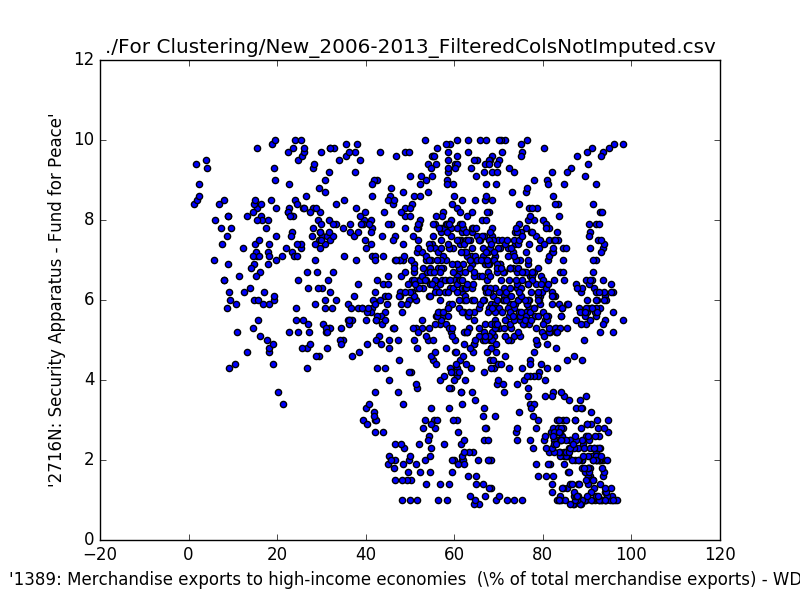 ./For Clustering/New_2006-2013_FilteredColsNotImputed.csv
12
10
8
6
4
2
0
'2716N: Security Apparatus - Fund for Peace'
−20 0 20 40 60 80 100 120
'1389: Merchandise exports to high-income economies  (\% of total merchandise exports) - WD